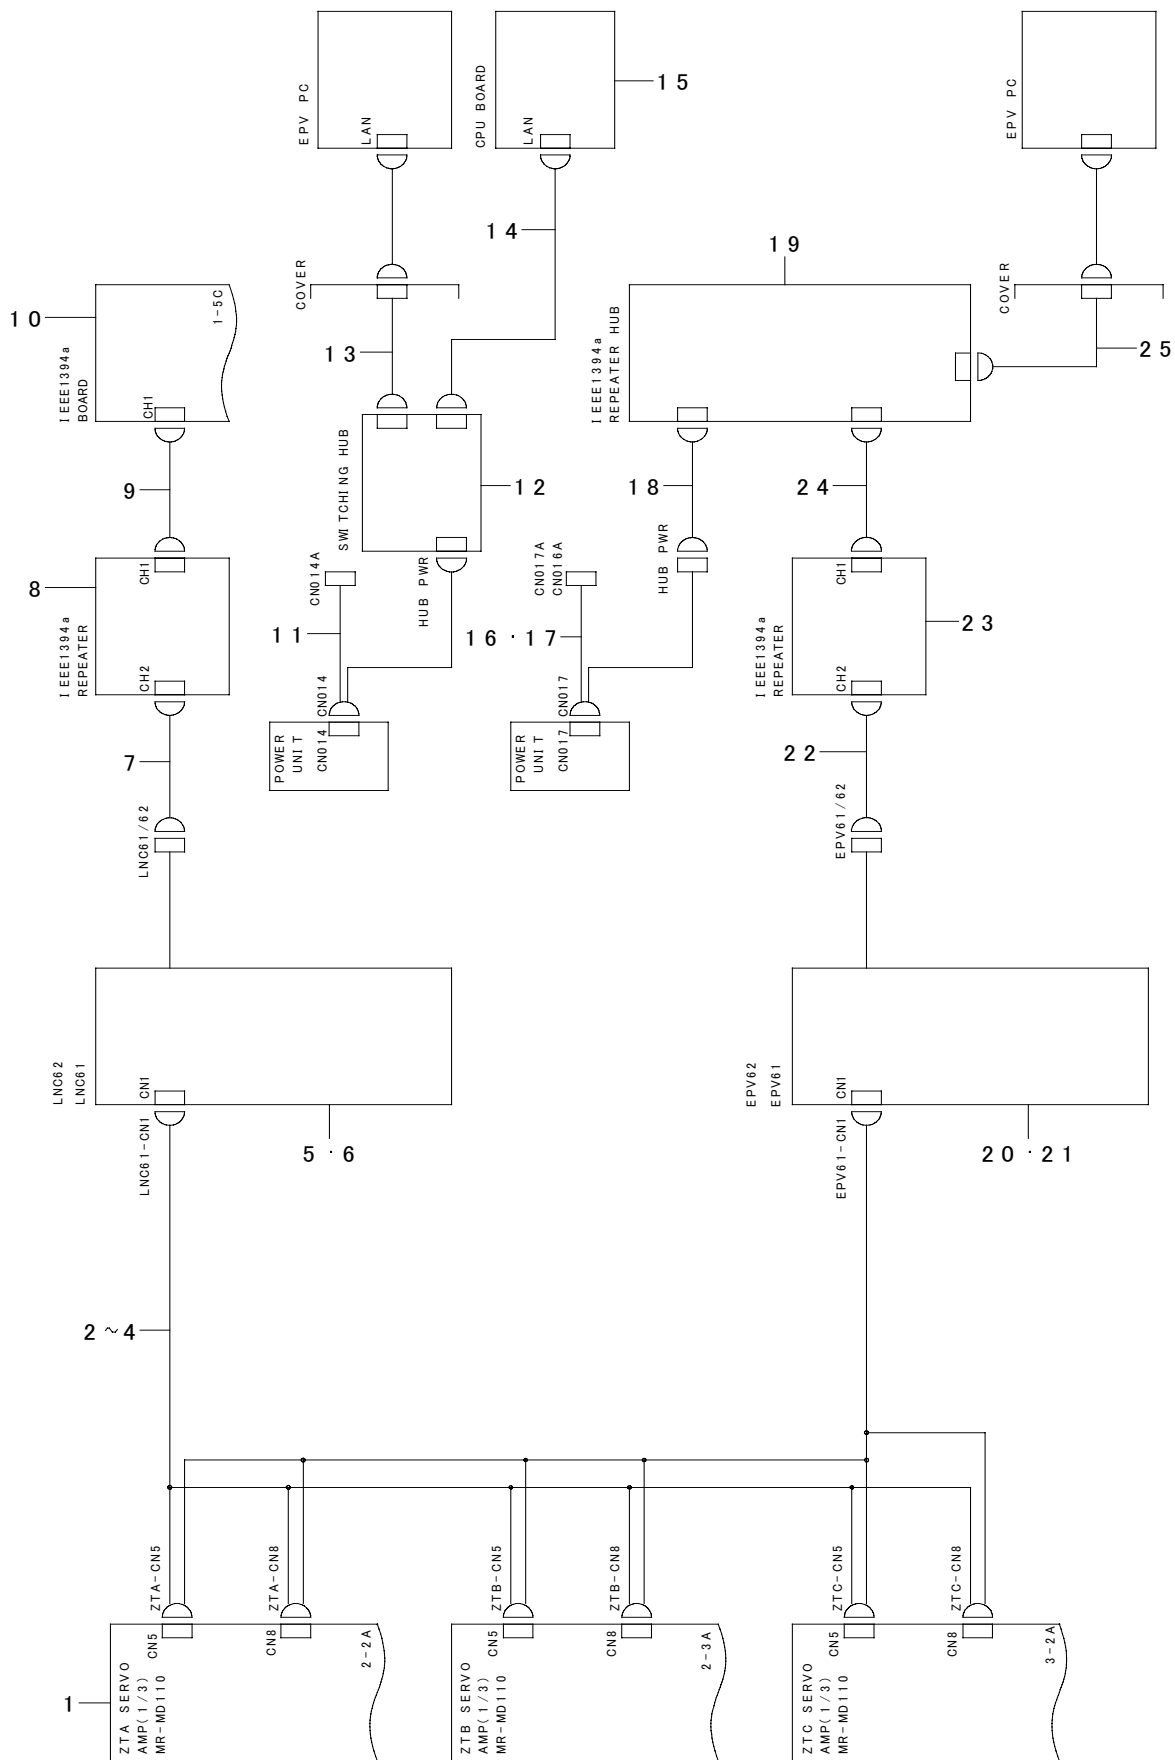 EPV PC
LAN
CPU BOARD
LAN
15
EPV PC
14
19
COVER
COVER
10
1-5C
IEEE1394a
BOARD
CH1
13
IEEE1394a
REPEATER HUB
25
9
SWITCHING HUB
12
18
24
8
CH1
CN014A
HUB PWR
CN017A
CN016A
HUB PWR
CH1
23
11
16・17
IEEE1394a
REPEATER
CH2
IEEE1394a
REPEATER
CH2
CN014
CN017
7
POWER
UNIT
CN014
POWER
UNIT
CN017
22
LNC61/62
EPV61/62
LNC62
LNC61
CN1
EPV62
EPV61
CN1
LNC61-CN1
5・6
EPV61-CN1
20・21
2~4
ZTA-CN5
ZTA-CN8
ZTB-CN5
ZTB-CN8
ZTC-CN5
ZTC-CN8
CN5
CN8
2-2A
CN5
CN8
2-3A
CN5
CN8
3-2A
1
ZTA SERVO
AMP(1/3)
MR-MD110
ZTB SERVO
AMP(1/3)
MR-MD110
ZTC SERVO
AMP(1/3)
MR-MD110